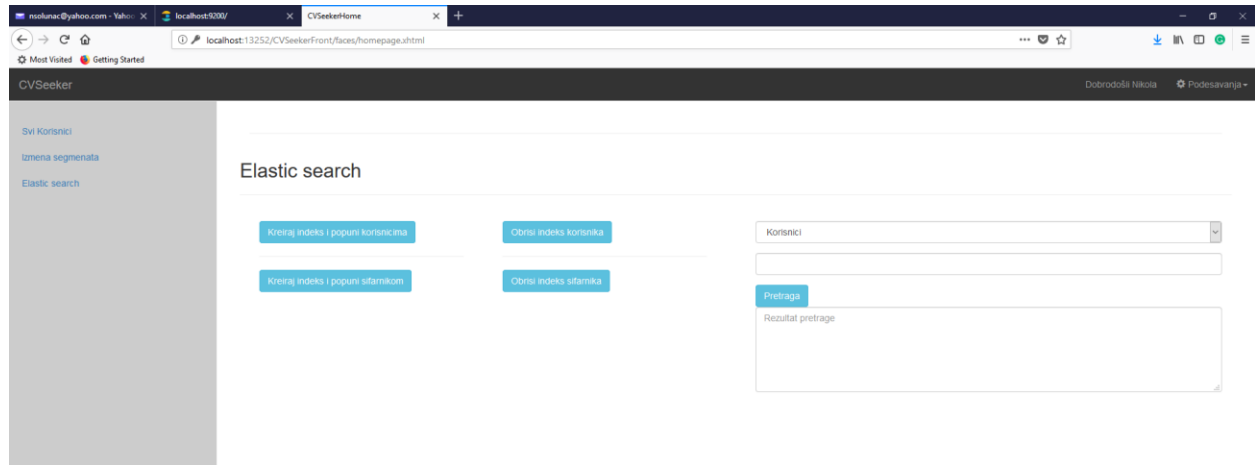 nsolunac@yahoo.com - Yahoo
localhost:9200/
CVSeekerHome
localhost:13252/CVSeekerFront/faces/homepage.xhtml
Most Visited
Getting Started
CVSeeker
Dobrodošli Nikola
Podesavanja
Svi Korisnici
Izmena segmenata
Elastic search
Elastic search
Kreiraj indeks i popuni korisnicima
Obrisi indeks korisnika
Korisnici
Kreiraj indeks i popuni sifarnikom
Obrisi indeks sifarnika
Pretraga
Rezultat pretrage